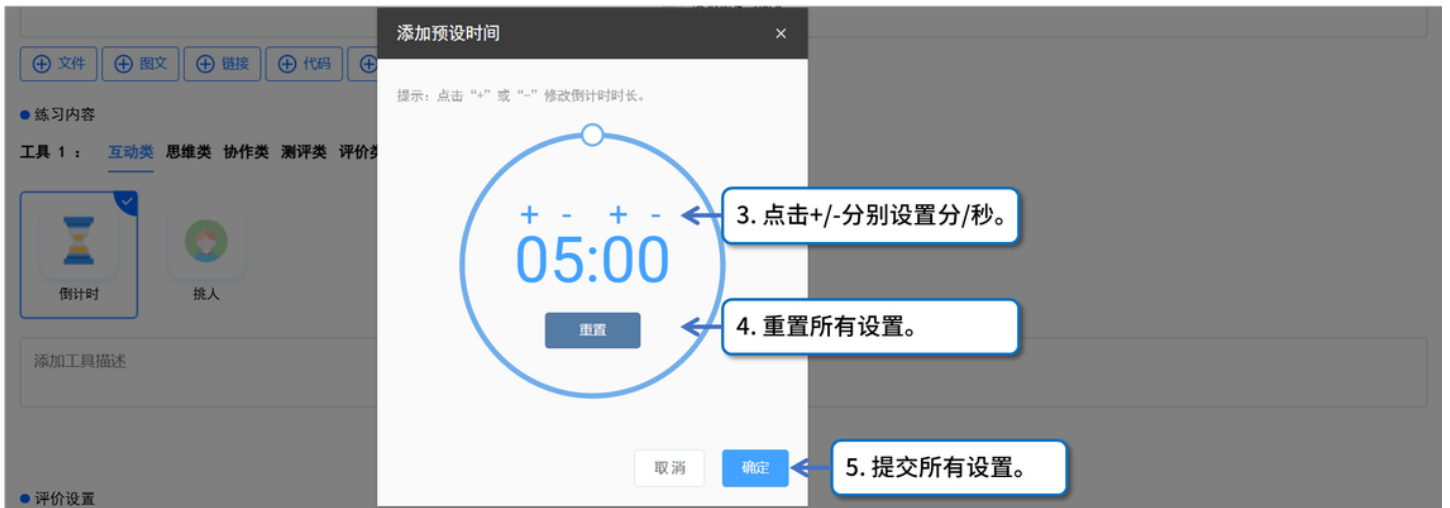 添加预设时间 ×
文件 图文 链接 代码
提示：点击“+”或“-”修改倒计时时长。
练习内容
工具 1 ： 互动类 思维类 协作类 测评类 评价类
+ - + -
3. 点击+/-分别设置分/秒。
05:00
倒计时 挑人
重置
4. 重置所有设置。
添加工具描述
取消 确定
5. 提交所有设置。
评价设置